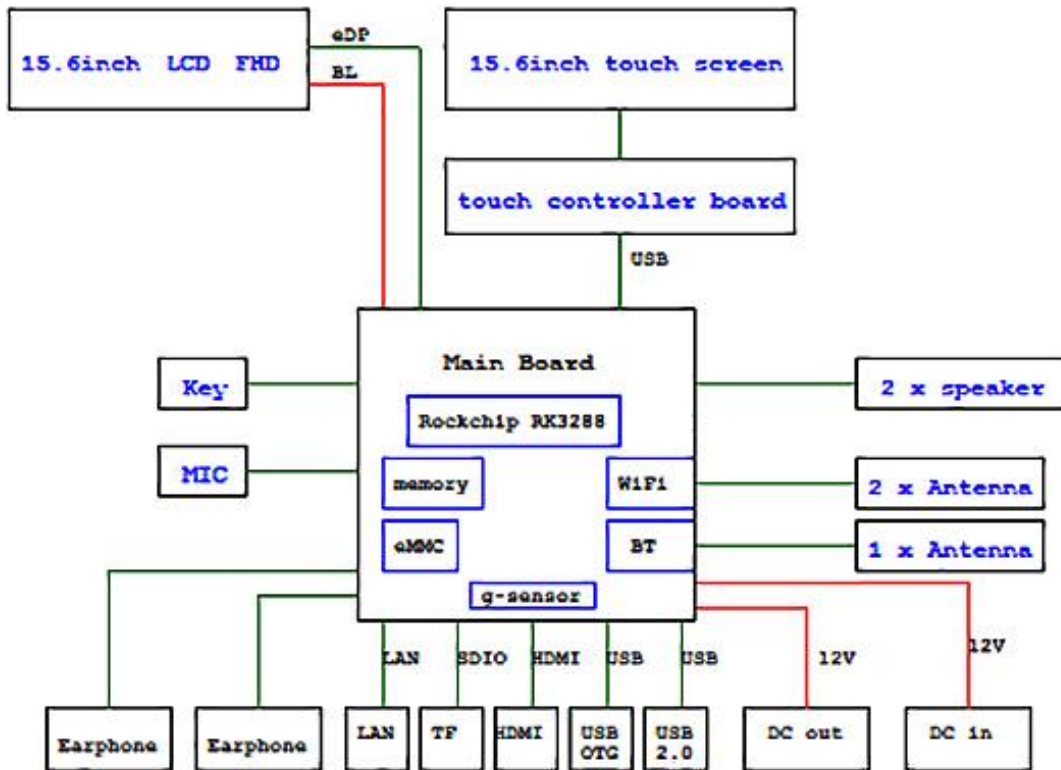 15.6inch LCD FHD
eDP
BL
15.6inch touch screen
touch controller board
USB
Main Board
Rockchip RK3288
memory
WiFi
eMMC
BT
g-sensor
Key
MIC
2 x speaker
2 x Antenna
1 x Antenna
LAN
SDIO
HDMI
USB
USB
12V
12V
Earphone
Earphone
LAN
TF
HDMI
USB
OTG
USB
2.0
DC out
DC in